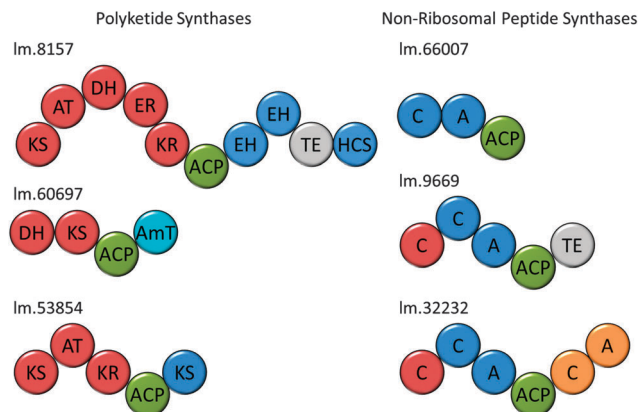 Polyketide Synthases
Non-Ribosomal Peptide Synthases
lm.8157
KS AT DH ER KR ACP EH EH TE HCS
lm.66007
C A ACP
lm.60697
DH KS ACP AmT
lm.9669
C C A ACP TE
lm.53854
KS AT KR ACP KS
lm.32232
C C A ACP C A